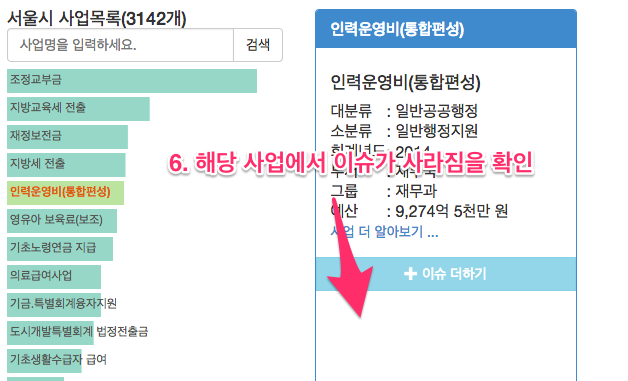 서울시 사업목록(3142개)
사업명을 입력하세요.
검색
조정교부금
지방교육세 전출
재정보전금
지방세 전출
인력운영비(통합편성)
영유아 보육료(보조)
기초노령연금 지급
의료급여사업
기금.특별회계융자지원
도시개발특별회계 법정전출금
기초생활수급자 급여
인력운영비(통합편성)
인력운영비(통합편성)
대분류 : 일반공공행정
소분류 : 일반행정지원
회계년도 : 2014
6. 해당 사업에서 이슈가 사라짐을 확인
그룹 : 재무과
예산 : 9,274억 5천만 원
사업 더 알아보기 ...
+ 이슈 더하기